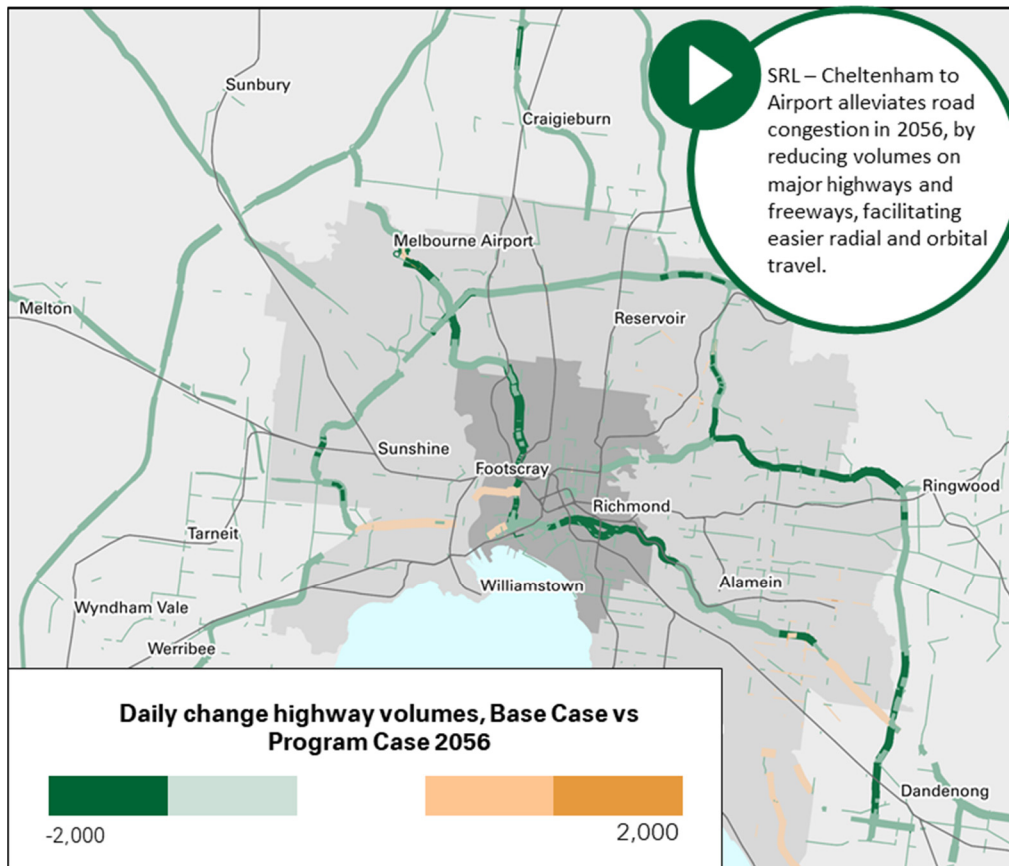 Sunbury
Craigieburn
SRL – Cheltenham to
Airport alleviates road
congestion in 2056, by
reducing volumes on
major highways and
freeways, facilitating
easier radial and orbital
travel.
Melbourne Airport
Melton
Reservoir
Sunshine
Footscray
Ringwood
Richmond
Tarneit
Williamstown
Alamein
Wyndham Vale
Werribee
Daily change highway volumes, Base Case vs
Program Case 2056
-2,000
2,000
Dandenong